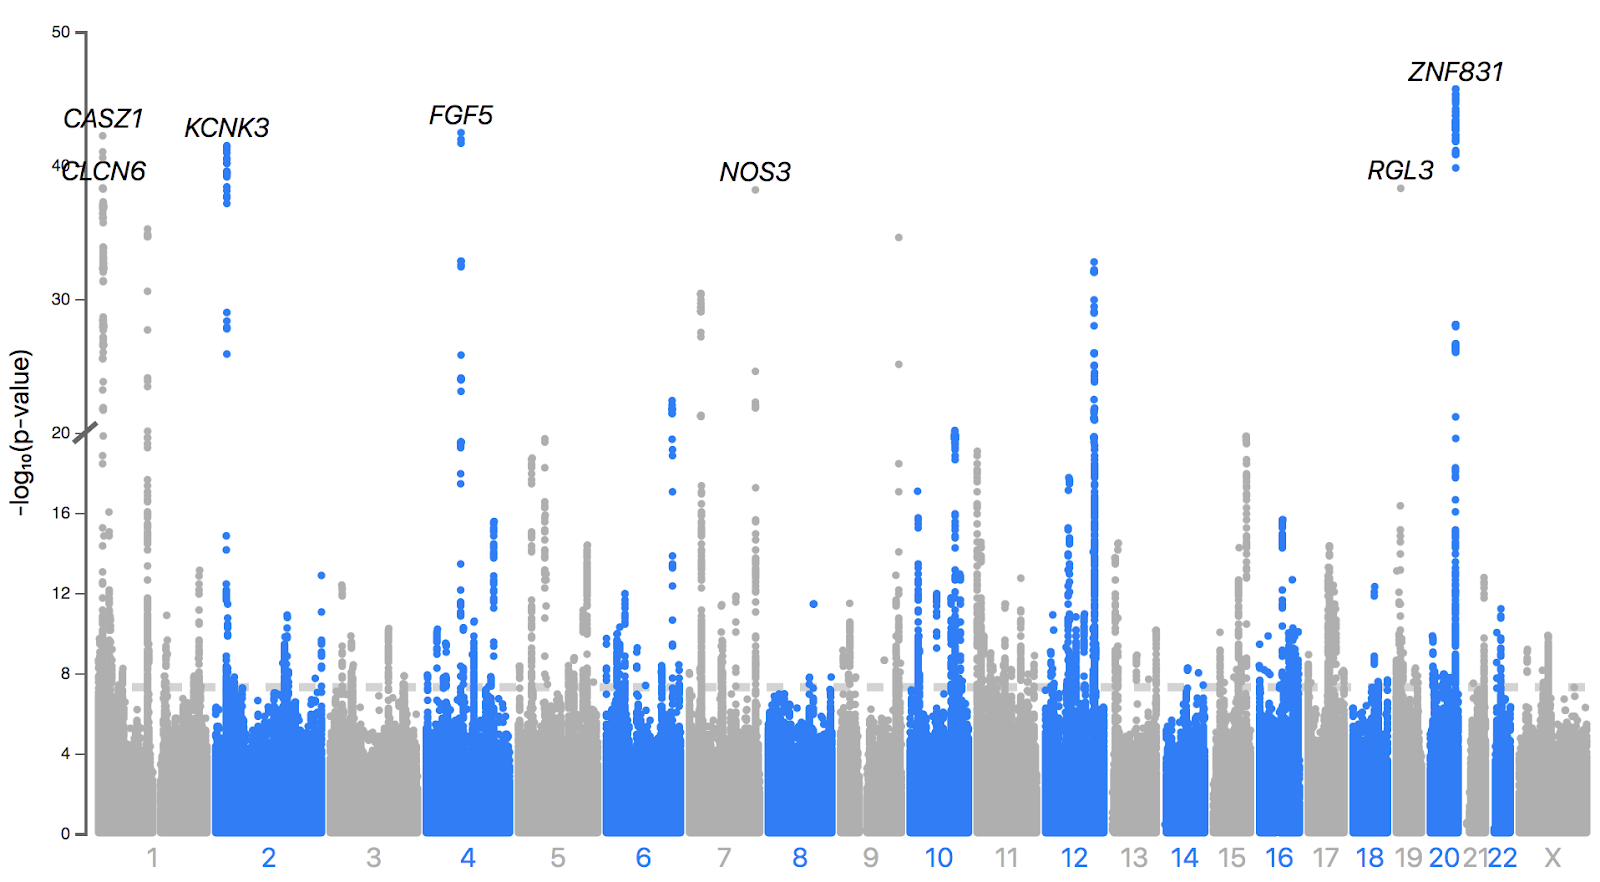 50
ZNF831
CASZ1
KCNK3
FGF5
40
CLCN6
NOS3
RGL3
30
20
-log₁₀(p-value)
16
12
8
4
0
1 2 3 4 5 6 7 8 9 10 11 12 13 14 15 16 17 18 19 20 21 22 X